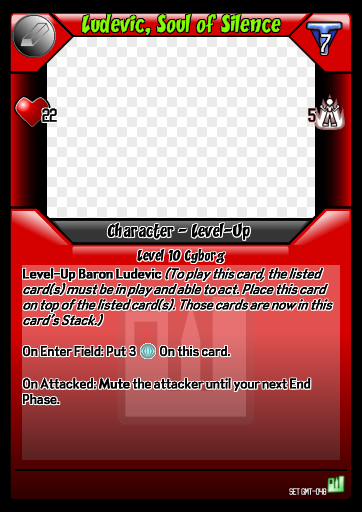 Ludevic, Soul of Silence
7
22
5
Character - Level-Up
Level 10 Cyborg
Level-Up Baron Ludevic (To play this card, the listed
card(s) must be in play and able to act. Place this card
on top of the listed card(s). Those cards are now in this
card's Stack.)
On Enter Field: Put 3 On this card.
On Attacked: Mute the attacker until your next End
Phase.
SET GMT-048